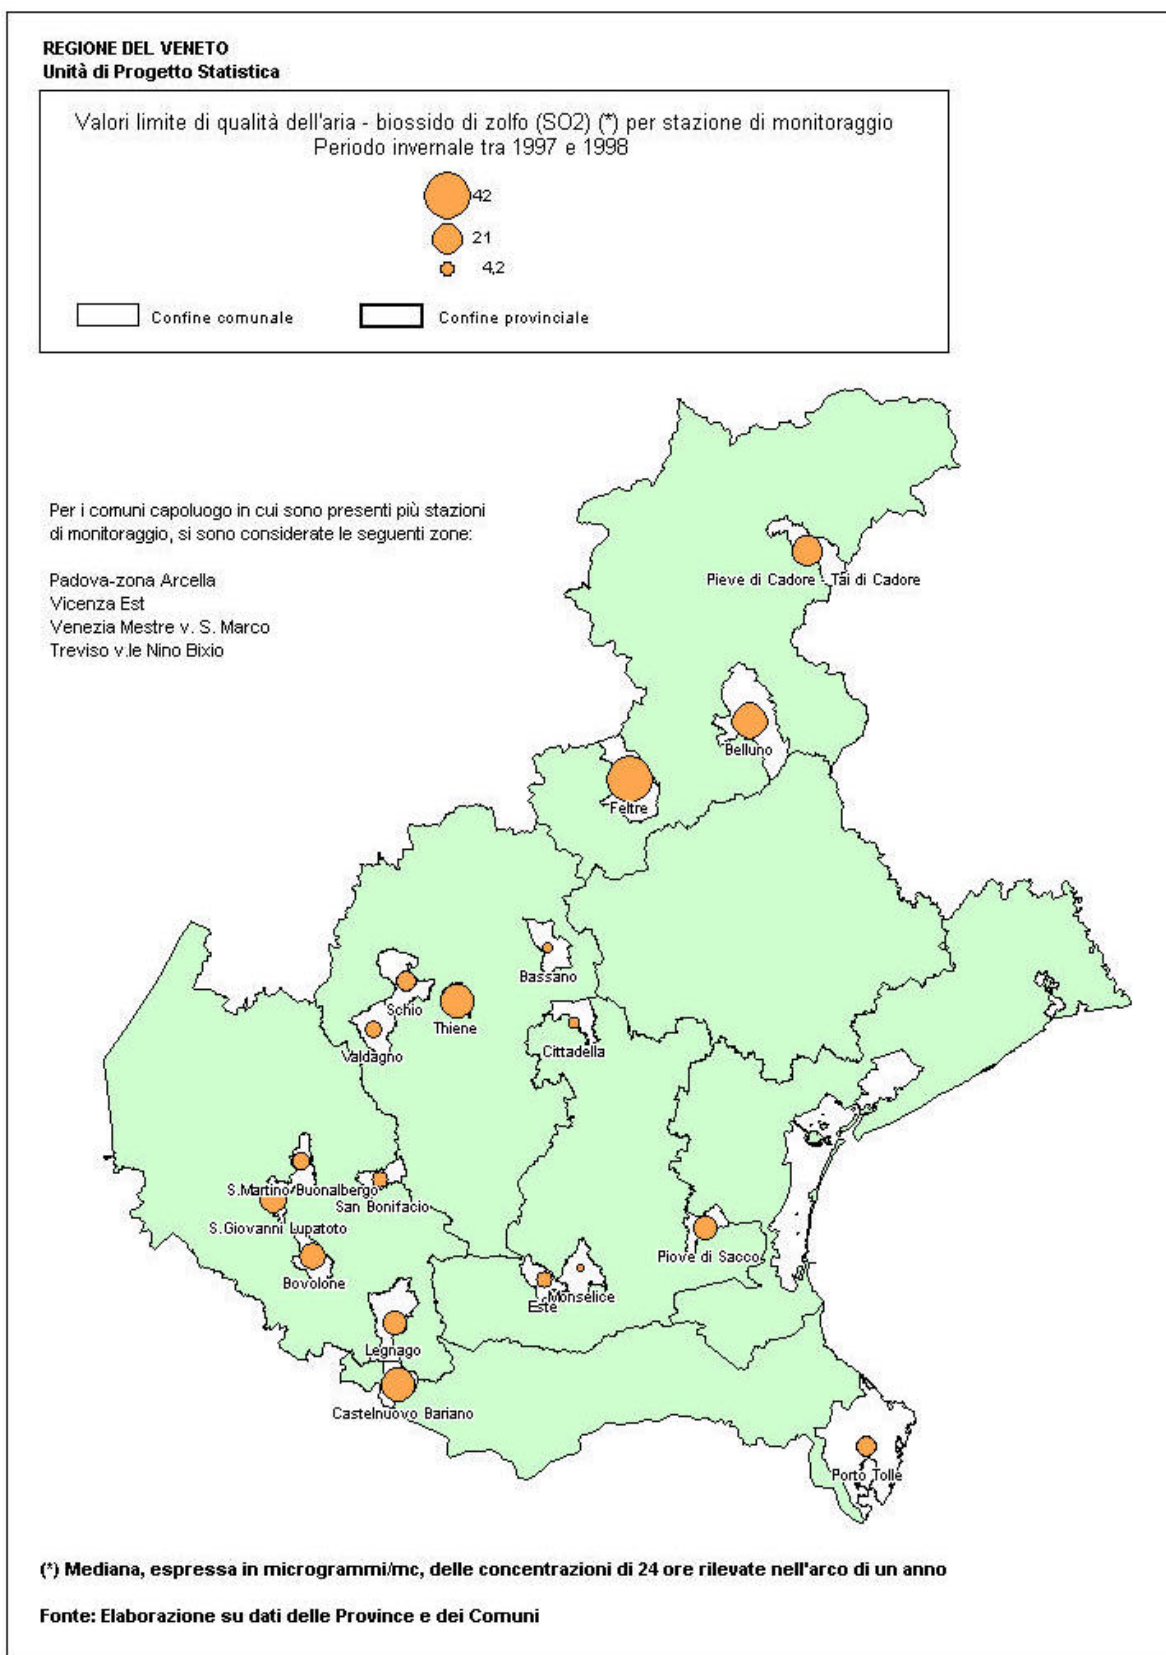 REGIONE DEL VENETO
Unità di Progetto Statistica
Valori limite di qualità dell'aria - biossido di zolfo (SO2) (*) per stazione di monitoraggio
Periodo invernale tra 1997 e 1998
42
21
4,2
Confine comunale Confine provinciale
Per i comuni capoluogo in cui sono presenti più stazioni
di monitoraggio, si sono considerate le seguenti zone:
Padova-zona Arcella
Vicenza Est
Venezia Mestre v. S. Marco
Treviso v.le Nino Bixio
Pieve di Cadore - Tai di Cadore
Belluno
Feltre
Bassano
Schio
Thiene
Valdagno
Cittadella
S.Martino Buonalbergo
San Bonifacio
S.Giovanni Lupatoto
Piove di Sacco
Bovolone
Monselice
Este
Legnago
Castelnuovo Bariano
Porto Tolle
(*) Mediana, espressa in microgrammi/mc, delle concentrazioni di 24 ore rilevate nell'arco di un anno
Fonte: Elaborazione su dati delle Province e dei Comuni